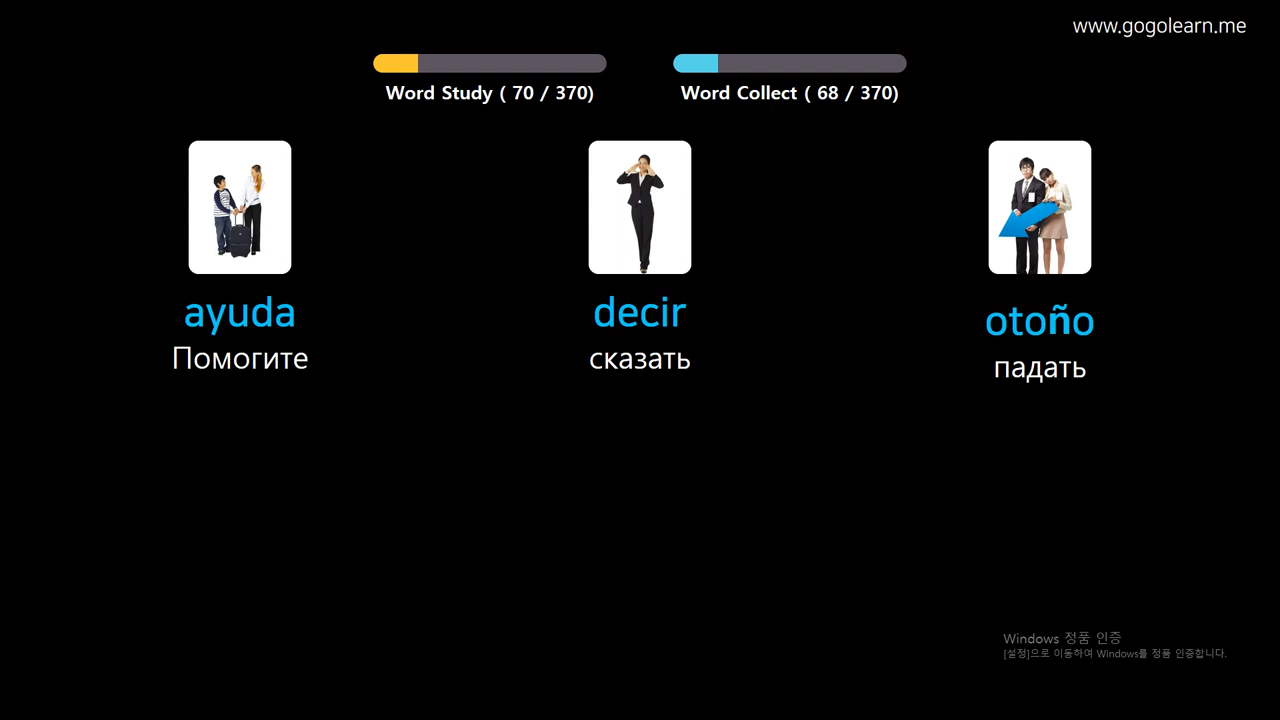 www.gogolearn.me
Word Study ( 70 / 370)
Word Collect ( 68 / 370)
ayuda
Помогите
decir
сказать
otoño
падать
Windows 정품 인증
[설정]으로 이동하여 Windows를 정품 인증합니다.